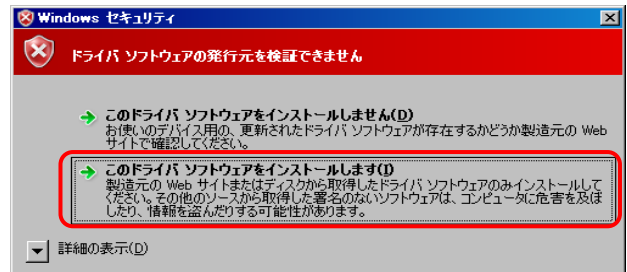 Windows セキュリティ
ドライバ ソフトウェアの発行元を検証できません
このドライバ ソフトウェアをインストールしません(D)
お使いのデバイス用の、更新されたドライバ ソフトウェアが存在するかどうか製造元の Web
サイトで確認してください。
このドライバ ソフトウェアをインストールします(I)
製造元の Web サイトまたはディスクから取得したドライバ ソフトウェアのみインストールして
ください。その他のソースから取得した署名のないソフトウェアは、コンピュータに危害を及ぼ
したり、情報を盗んだりする可能性があります。
詳細の表示(D)